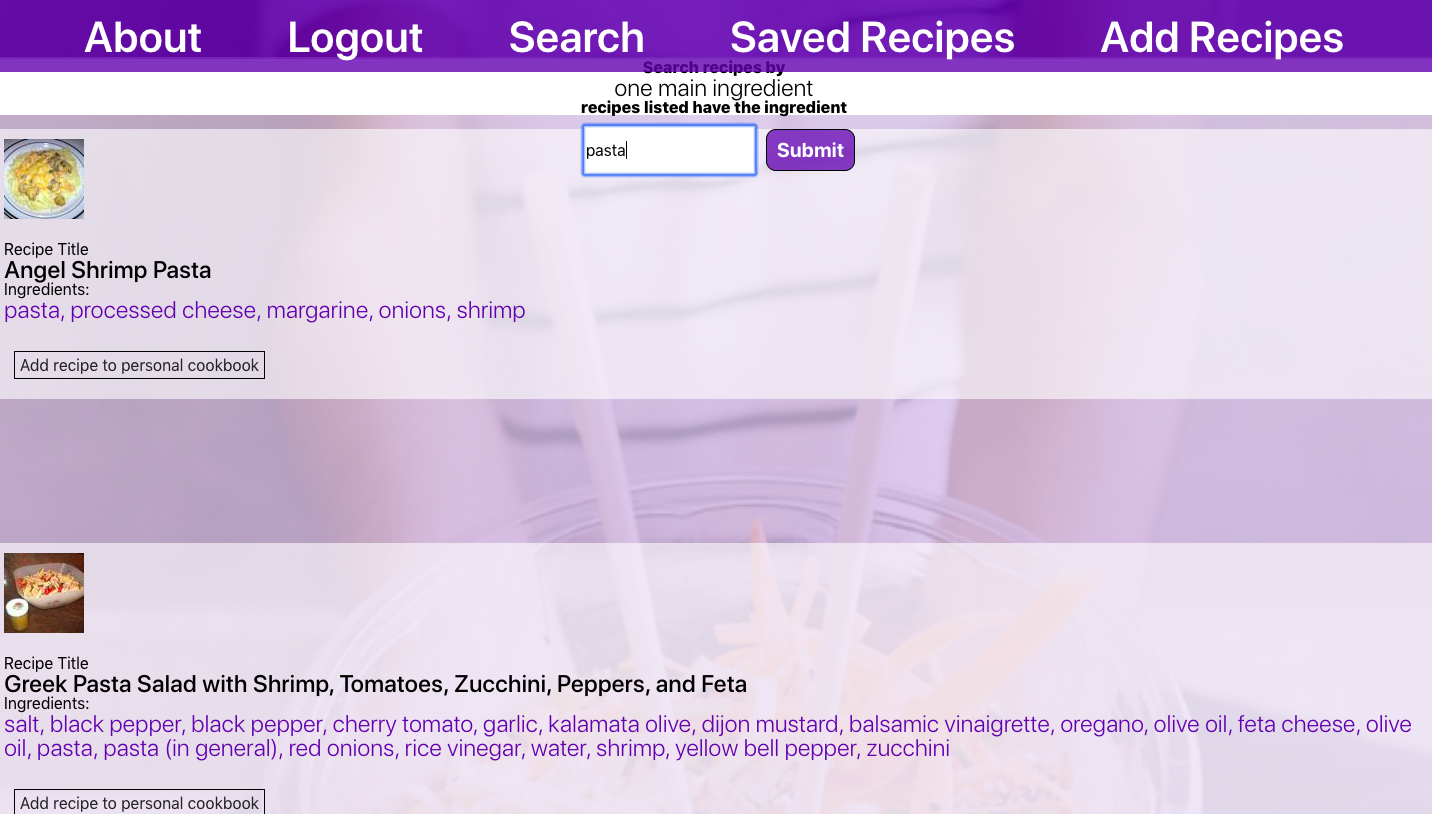 About Logout Search Saved Recipes Add Recipes
Search recipes by
one main ingredient
recipes listed have the ingredient
pasta Submit
Recipe Title
Angel Shrimp Pasta
Ingredients:
pasta, processed cheese, margarine, onions, shrimp
Add recipe to personal cookbook
Recipe Title
Greek Pasta Salad with Shrimp, Tomatoes, Zucchini, Peppers, and Feta
Ingredients:
salt, black pepper, black pepper, cherry tomato, garlic, kalamata olive, dijon mustard, balsamic vinaigrette, oregano, olive oil, feta cheese, olive
oil, pasta, pasta (in general), red onions, rice vinegar, water, shrimp, yellow bell pepper, zucchini
Add recipe to personal cookbook